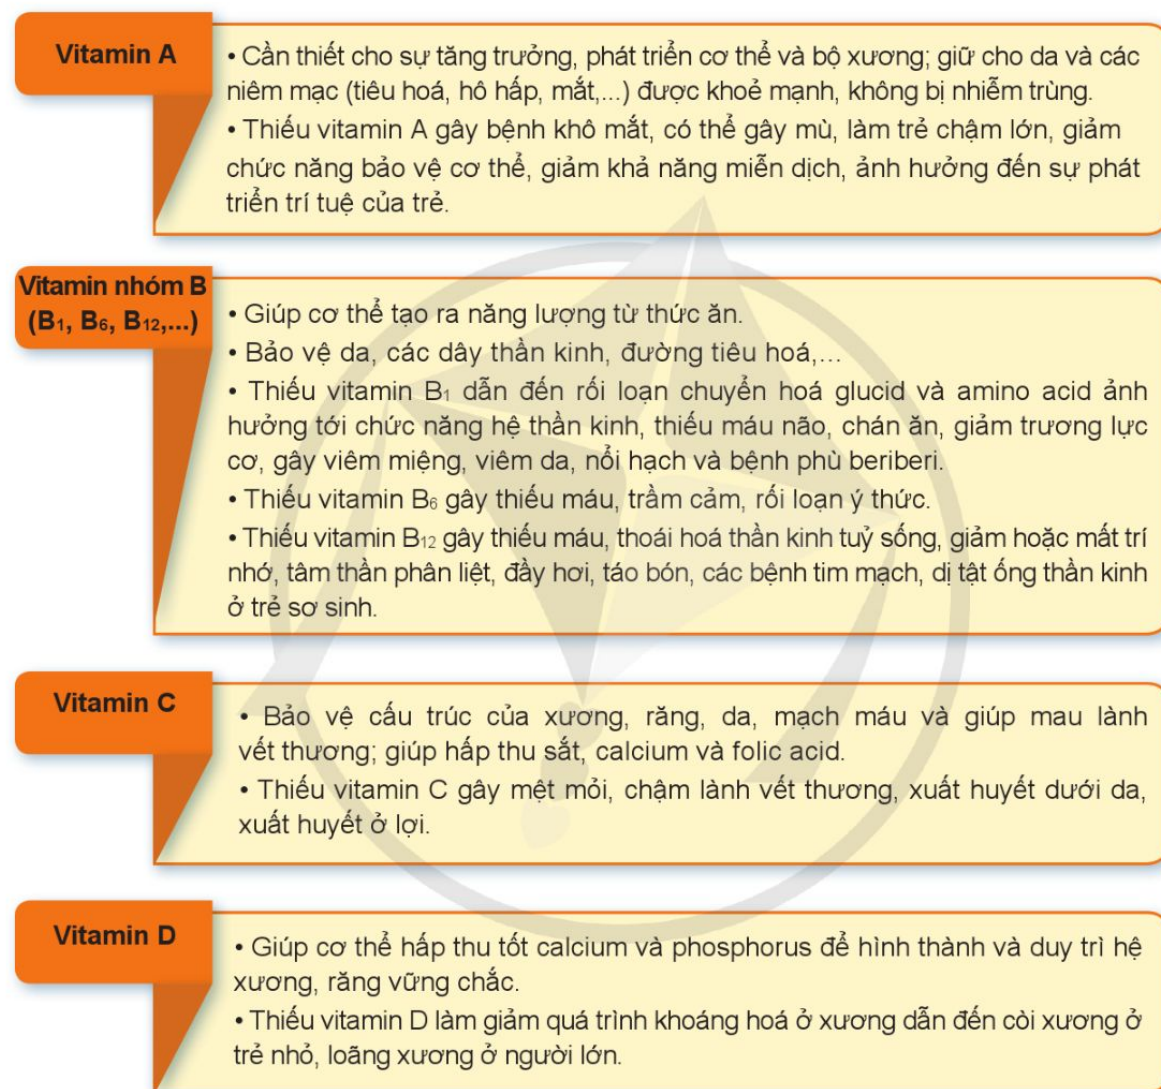 Vitamin A
• Cần thiết cho sự tăng trưởng, phát triển cơ thể và bộ xương; giữ cho da và các
niêm mạc (tiêu hoá, hô hấp, mắt,...) được khoẻ mạnh, không bị nhiễm trùng.
• Thiếu vitamin A gây bệnh khô mắt, có thể gây mù, làm trẻ chậm lớn, giảm
chức năng bảo vệ cơ thể, giảm khả năng miễn dịch, ảnh hưởng đến sự phát
triển trí tuệ của trẻ.
Vitamin nhóm B
(B₁, B₆, B₁₂,...)
• Giúp cơ thể tạo ra năng lượng từ thức ăn.
• Bảo vệ da, các dây thần kinh, đường tiêu hoá,...
• Thiếu vitamin B₁ dẫn đến rối loạn chuyển hoá glucid và amino acid ảnh
hưởng tới chức năng hệ thần kinh, thiếu máu não, chán ăn, giảm trương lực
cơ, gây viêm miệng, viêm da, nổi hạch và bệnh phù beriberi.
• Thiếu vitamin B₆ gây thiếu máu, trầm cảm, rối loạn ý thức.
• Thiếu vitamin B₁₂ gây thiếu máu, thoái hoá thần kinh tuỷ sống, giảm hoặc mất trí
nhớ, tâm thần phân liệt, đầy hơi, táo bón, các bệnh tim mạch, dị tật ống thần kinh
ở trẻ sơ sinh.
Vitamin C
• Bảo vệ cấu trúc của xương, răng, da, mạch máu và giúp mau lành
vết thương; giúp hấp thu sắt, calcium và folic acid.
• Thiếu vitamin C gây mệt mỏi, chậm lành vết thương, xuất huyết dưới da,
xuất huyết ở lợi.
Vitamin D
• Giúp cơ thể hấp thu tốt calcium và phosphorus để hình thành và duy trì hệ
xương, răng vững chắc.
• Thiếu vitamin D làm giảm quá trình khoáng hoá ở xương dẫn đến còi xương ở
trẻ nhỏ, loãng xương ở người lớn.